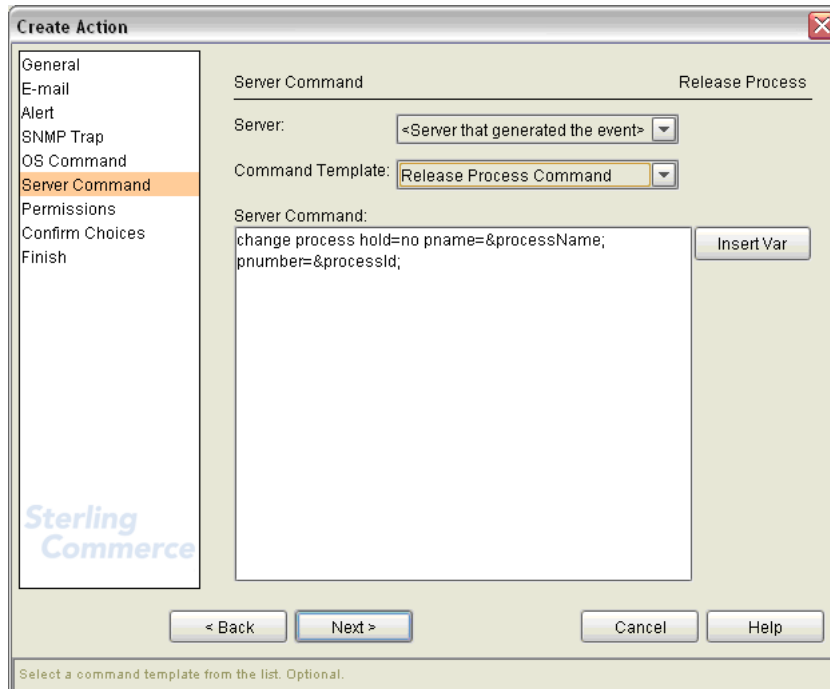 Create Action
General
E-mail
Alert
SNMP Trap
OS Command
Server Command
Permissions
Confirm Choices
Finish
Sterling
Commerce
Server Command Release Process
Server: <Server that generated the event>
Command Template: Release Process Command
Server Command:
change process hold=no pname=&processName;
pnumber=&processId;
Insert Var
< Back Next > Cancel Help
Select a command template from the list. Optional.